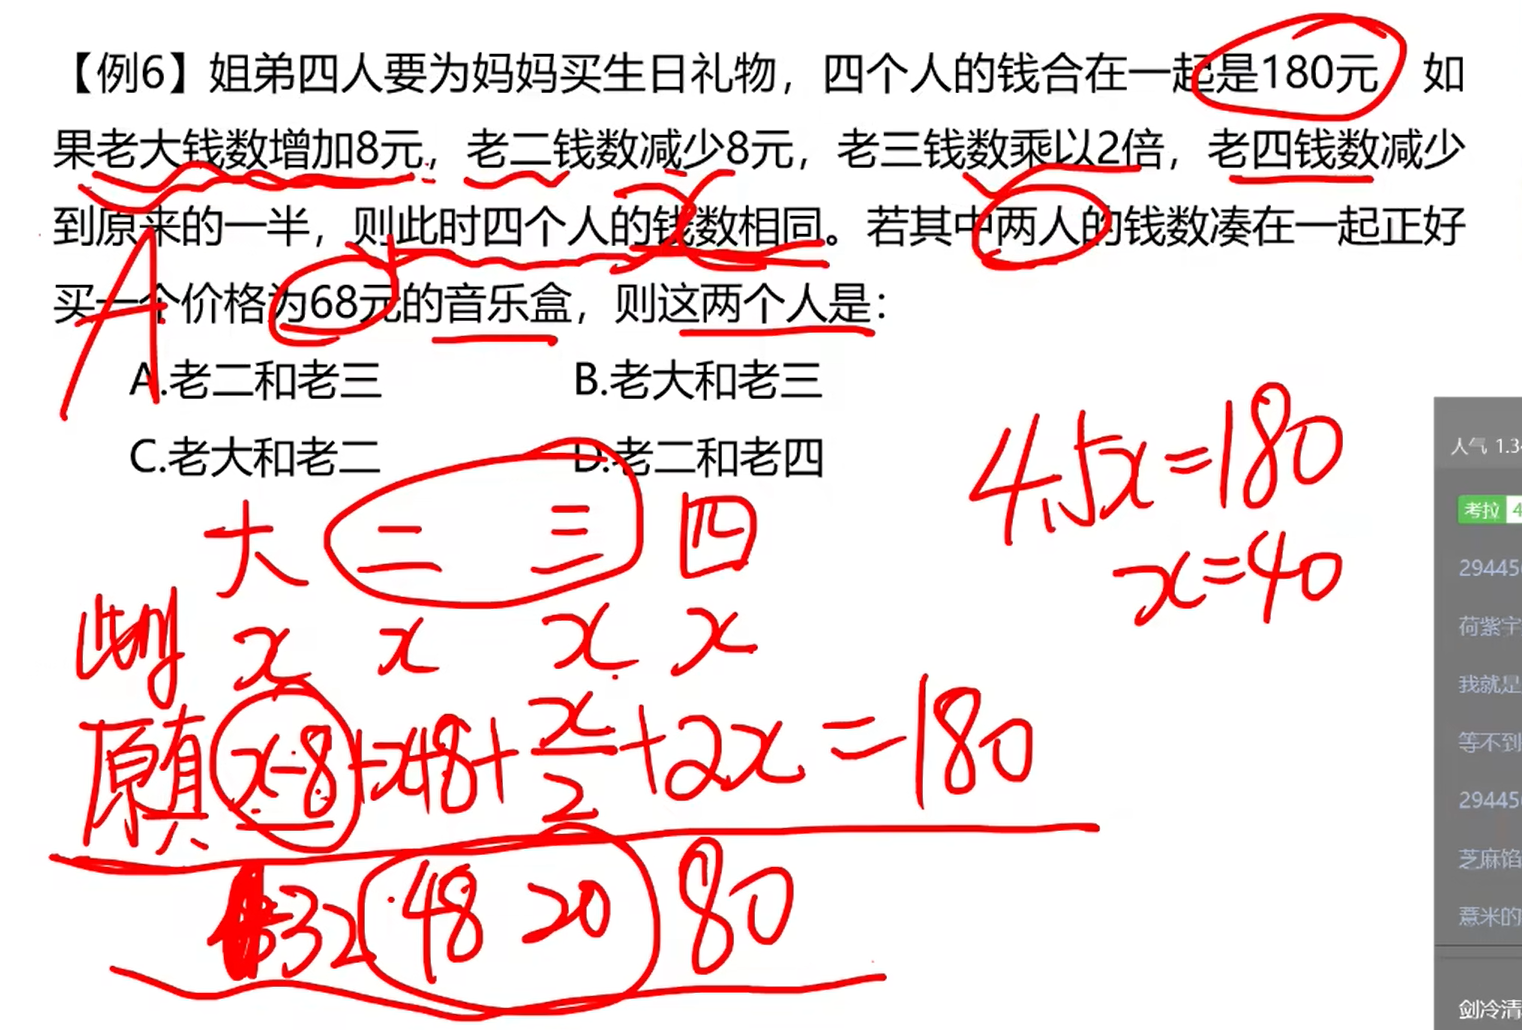 【例6】姐弟四人要为妈妈买生日礼物，四个人的钱合在一起是180元 如
果老大钱数增加8元，老二钱数减少8元，老三钱数乘以2倍，老四钱数减少
到原来的一半，则此时四个人的钱数相同。若其中两人的钱数凑在一起正好
买一个价格为68元的音乐盒，则这两个人是：
A
A.老二和老三 B.老大和老三
C.老大和老二 D.老二和老四
4.5x=180
x=40
大 二 三 四
此时 x x x x
原有 x-8+x+8+x/2+2x=180
32 48 20 80
人气 1.34
考拉 4
29445
荷紫宇
我就是
等不到
29445
芝麻馅
薏米的
剑冷清